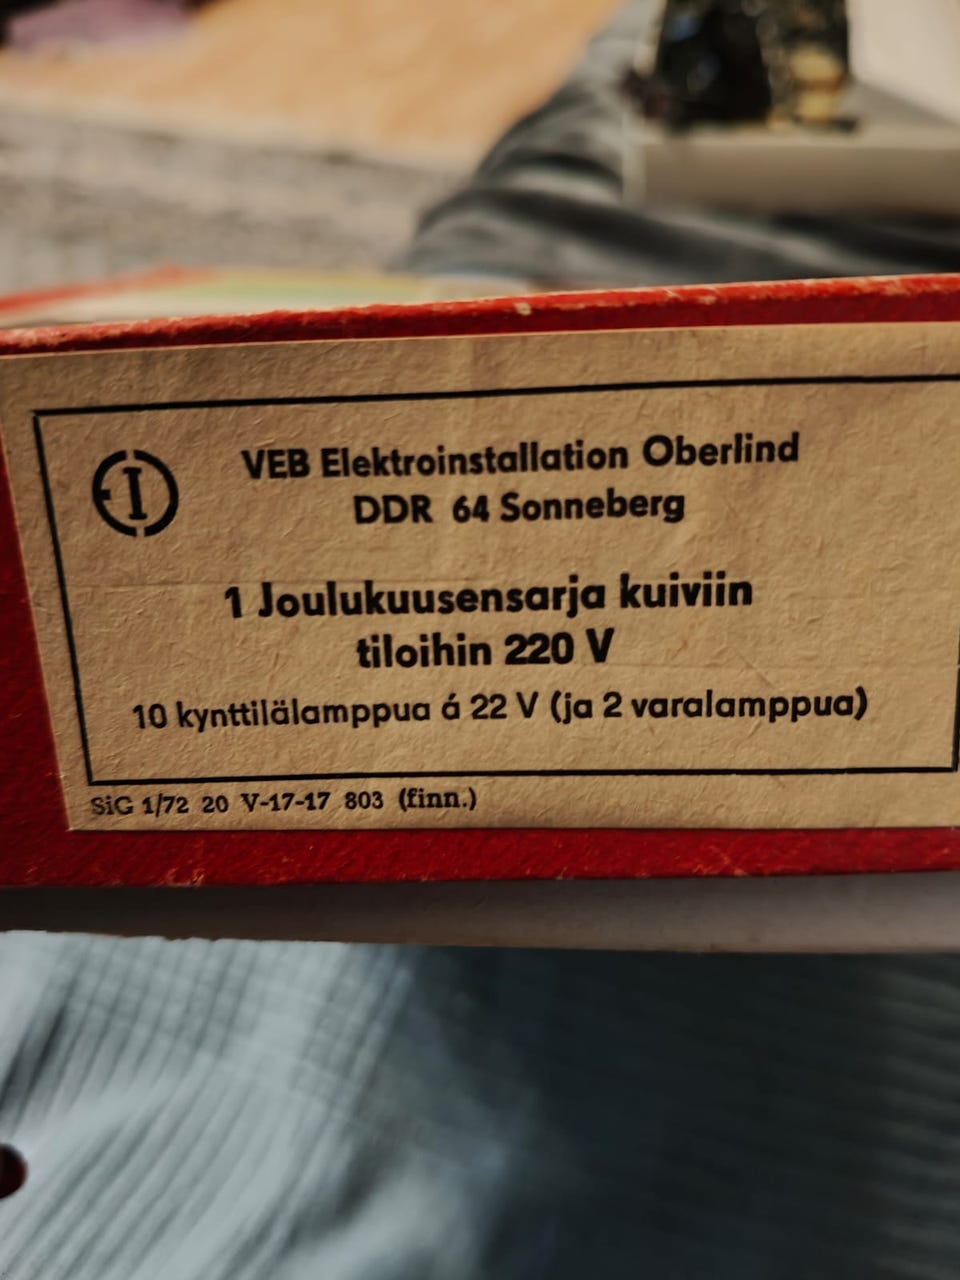 VEB Elektroinstallation Oberlind
DDR 64 Sonneberg
1 Joulukuusensarja kuiviin
tiloihin 220 V
10 kynttilälamppua á 22 V (ja 2 varalamppua)
SiG 1/72 20 V-17-17 803 (finn.)